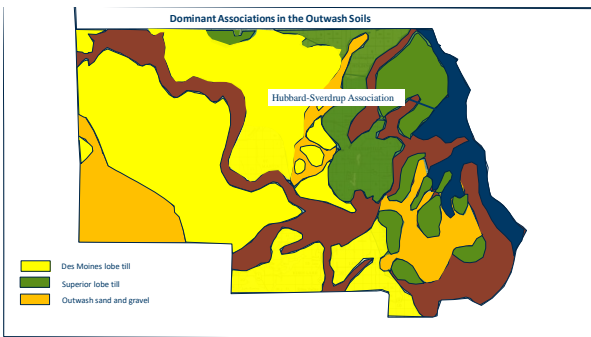 Dominant Associations in the Outwash Soils
Hubbard-Sverdrup Association
Des Moines lobe till
Superior lobe till
Outwash sand and gravel